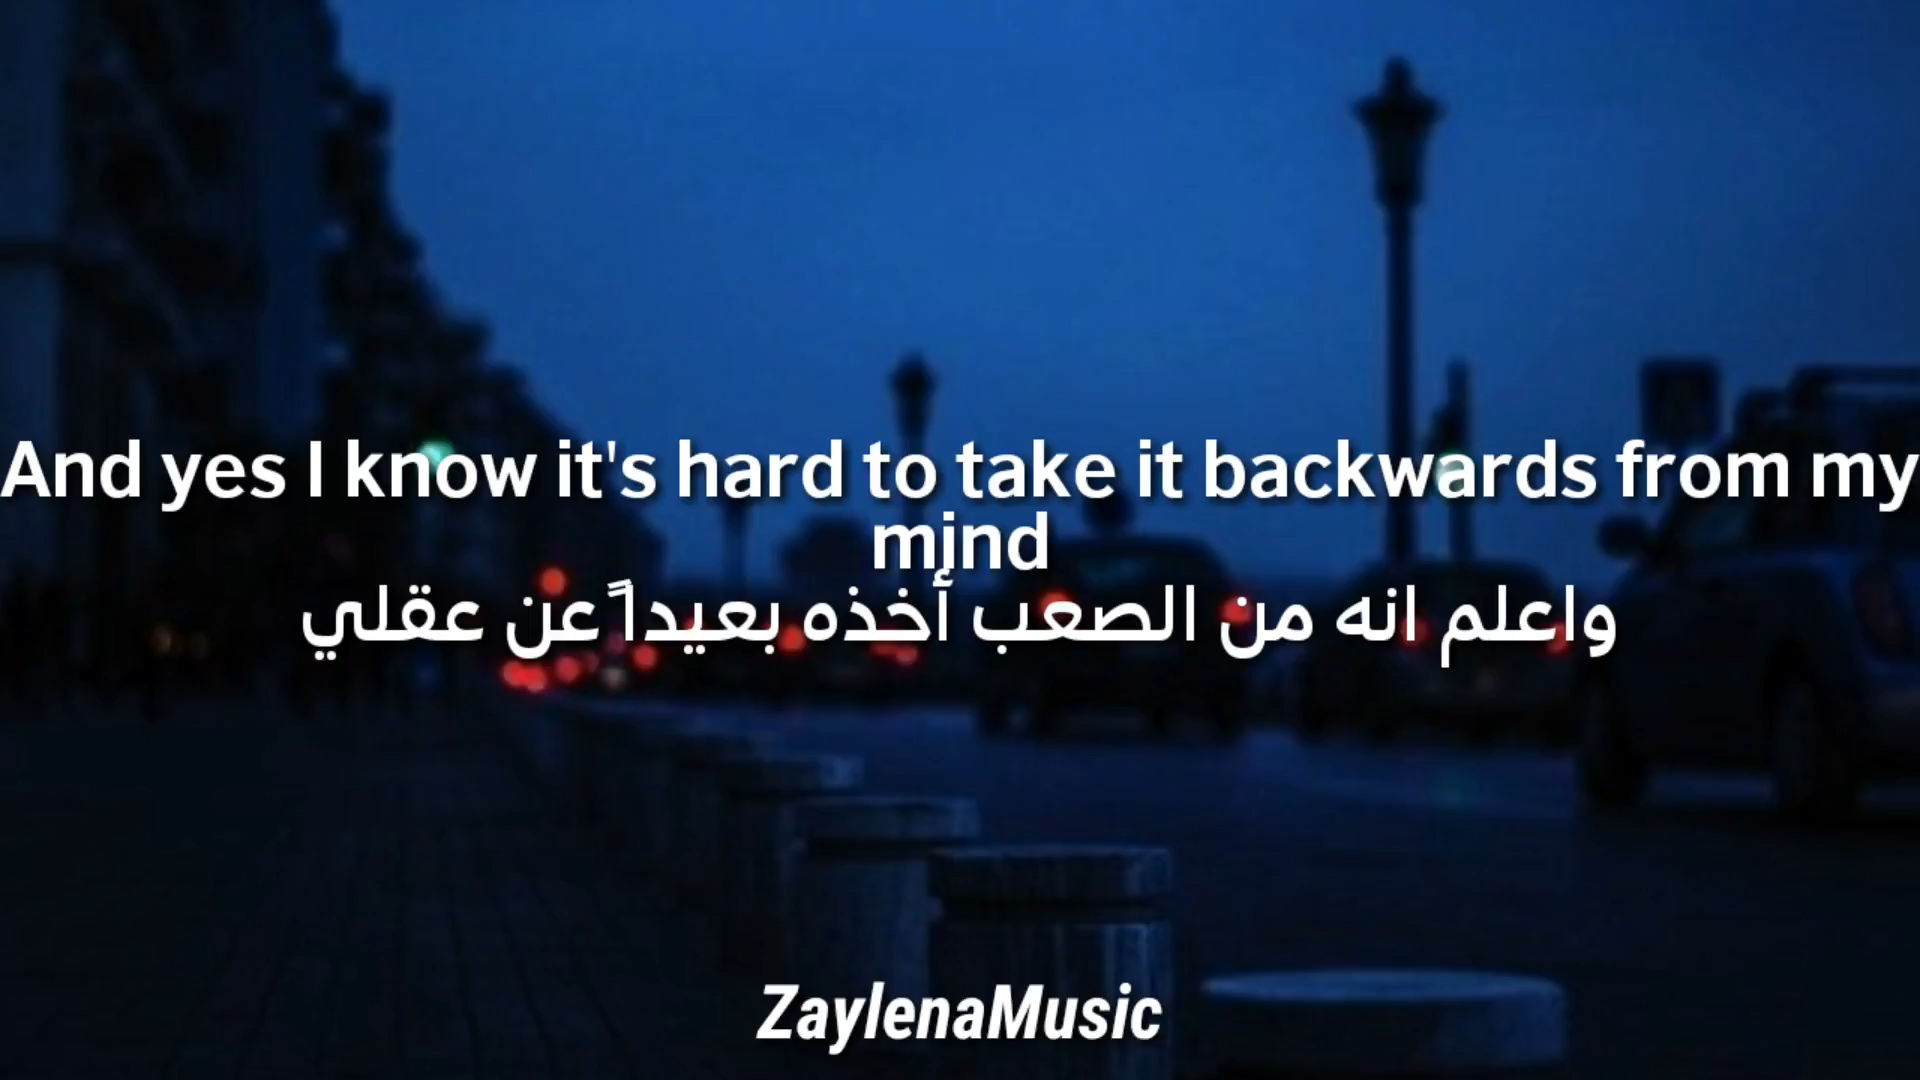 And yes I know it's hard to take it backwards from my
mind
واعلم انه من الصعب أخذه بعيداً عن عقلي
ZaylenaMusic